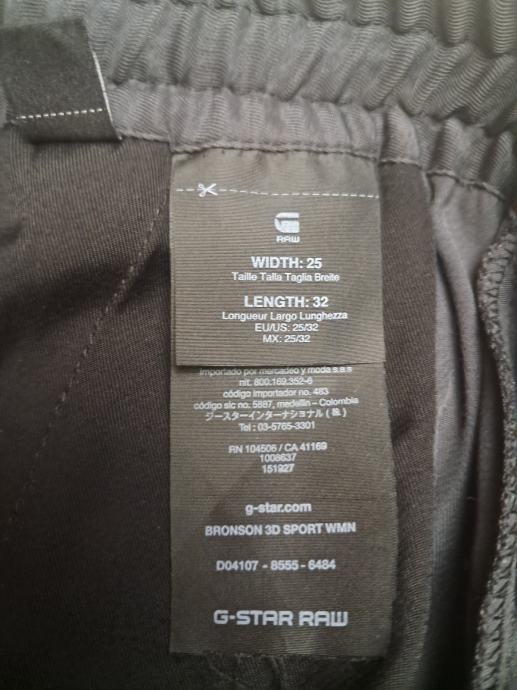 RAW
WIDTH: 25
Taille Talla Taglia Breite
LENGTH: 32
Longueur Largo Lunghezza
EU/US: 25/32
MX: 25/32
importado por mercadeo y moda s.a.s
nit. 800.169.352-6
código importador no. 463
código sic no. 5887, medellin - Colombia
ジースターインターナショナル ( 株 )
Tel : 03-5765-3301
RN 104506 / CA 41169
1008637
151927
g-star.com
BRONSON 3D SPORT WMN
D04107 - 8555 - 6484
G-STAR RAW